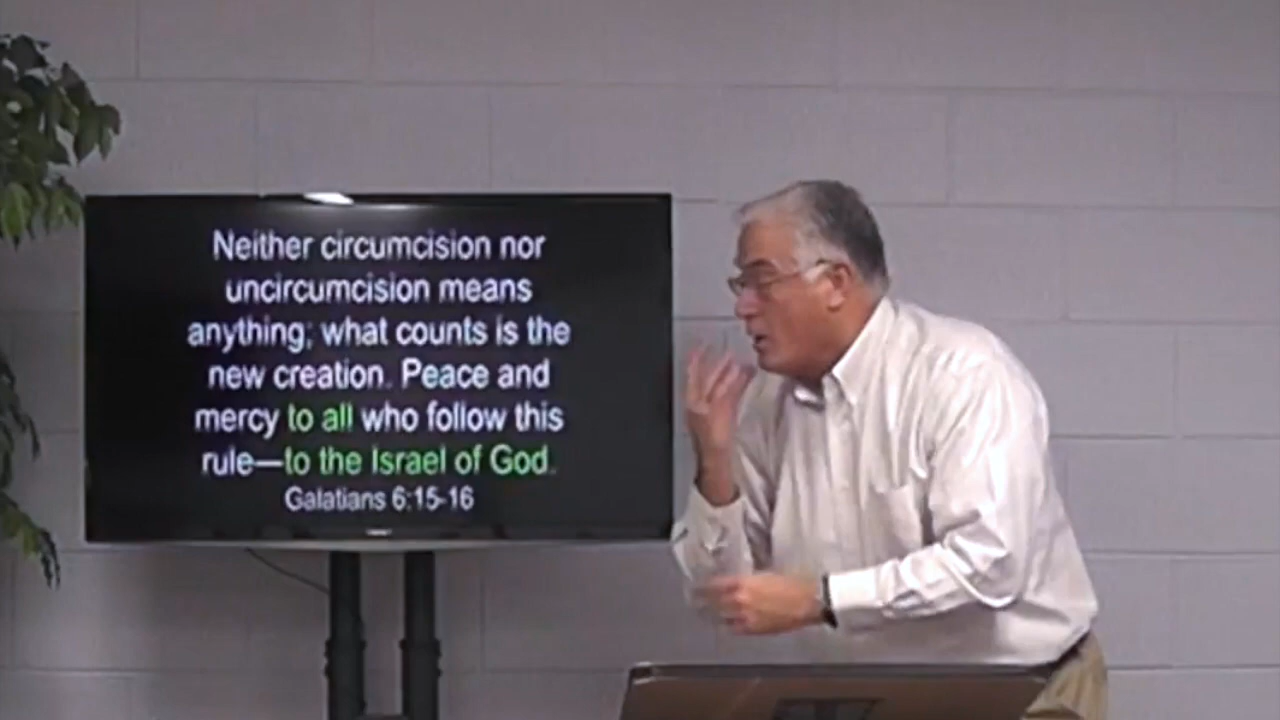 Neither circumcision nor
uncircumcision means
anything; what counts is the
new creation. Peace and
mercy to all who follow this
rule—to the Israel of God.
Galatians 6:15-16